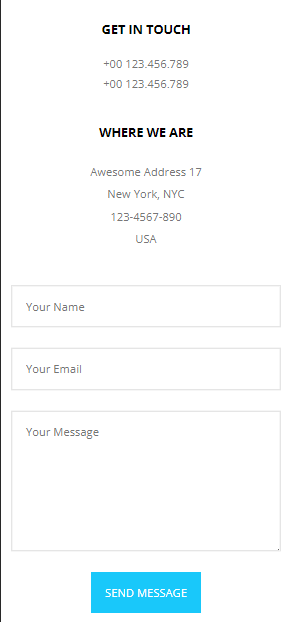 GET IN TOUCH
+00 123.456.789
+00 123.456.789
WHERE WE ARE
Awesome Address 17
New York, NYC
123-4567-890
USA
Your Name
Your Email
Your Message
SEND MESSAGE